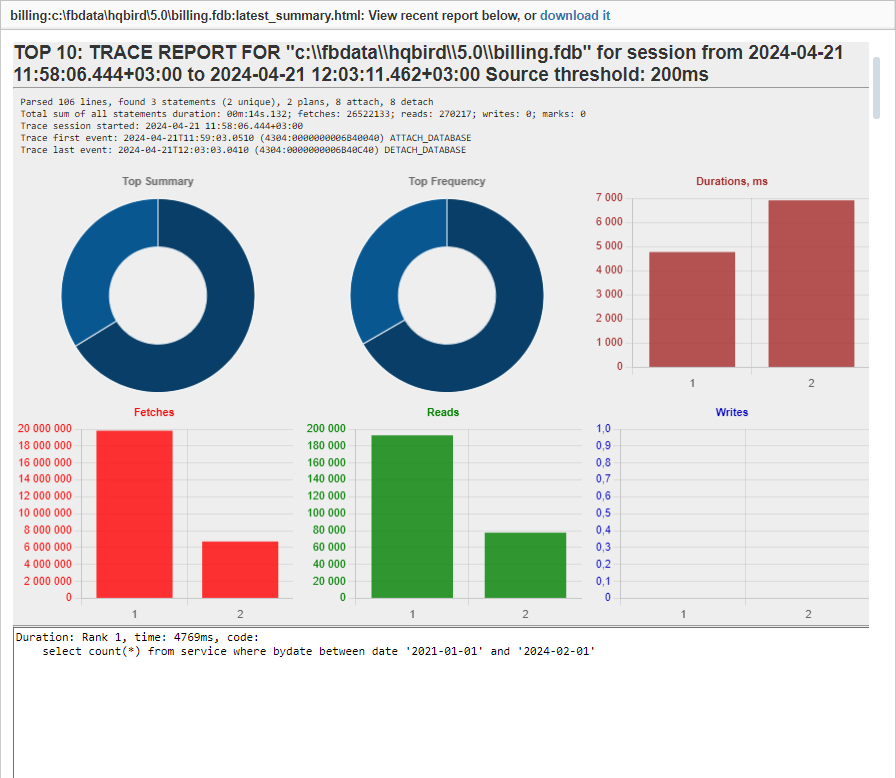 billing:c:\fbdata\hqbird\5.0\billing.fdb:latest_summary.html: View recent report below, or download it
TOP 10: TRACE REPORT FOR "c:\\fbdata\\hqbird\\5.0\\billing.fdb" for session from 2024-04-21
11:58:06.444+03:00 to 2024-04-21 12:03:11.462+03:00 Source threshold: 200ms
Parsed 106 lines, found 3 statements (2 unique), 2 plans, 8 attach, 8 detach
Total sum of all statements duration: 00m:14s.132; fetches: 26522133; reads: 270217; writes: 0; marks: 0
Trace session started: 2024-04-21 11:58:06.444+03:00
Trace first event: 2024-04-21T11:59:03.0510 (4304:0000000006B40040) ATTACH_DATABASE
Trace last event: 2024-04-21T12:03:03.0410 (4304:0000000006B40C40) DETACH_DATABASE
Top Summary
Top Frequency
Durations, ms
7 000
6 000
5 000
4 000
3 000
2 000
1 000
0
1 2
Fetches
20 000 000
18 000 000
16 000 000
14 000 000
12 000 000
10 000 000
8 000 000
6 000 000
4 000 000
2 000 000
0
1 2
Reads
200 000
180 000
160 000
140 000
120 000
100 000
80 000
60 000
40 000
20 000
0
1 2
Writes
1,0
0,9
0,8
0,7
0,6
0,5
0,4
0,3
0,2
0,1
0
1 2
Duration: Rank 1, time: 4769ms, code:
select count(*) from service where bydate between date '2021-01-01' and '2024-02-01'